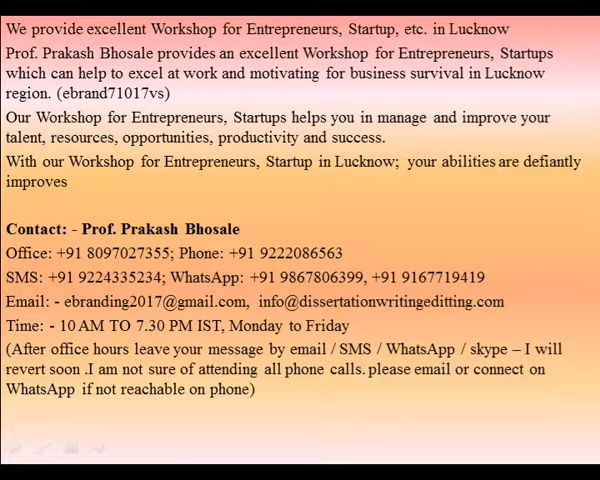 We provide excellent Workshop for Entrepreneurs, Startup, etc. in Lucknow
Prof. Prakash Bhosale provides an excellent Workshop for Entrepreneurs, Startups
which can help to excel at work and motivating for business survival in Lucknow
region. (ebrand71017vs)
Our Workshop for Entrepreneurs, Startups helps you in manage and improve your
talent, resources, opportunities, productivity and success.
With our Workshop for Entrepreneurs, Startup in Lucknow;  your abilities are defiantly
improves
Contact: - Prof. Prakash Bhosale
Office: +91 8097027355; Phone: +91 9222086563
SMS: +91 9224335234; WhatsApp: +91 9867806399, +91 9167719419
Email: - ebranding2017@gmail.com,  info@dissertationwritingeditting.com
Time: - 10 AM TO 7.30 PM IST, Monday to Friday
(After office hours leave your message by email / SMS / WhatsApp / skype – I will
revert soon .I am not sure of attending all phone calls. please email or connect on
WhatsApp if not reachable on phone)